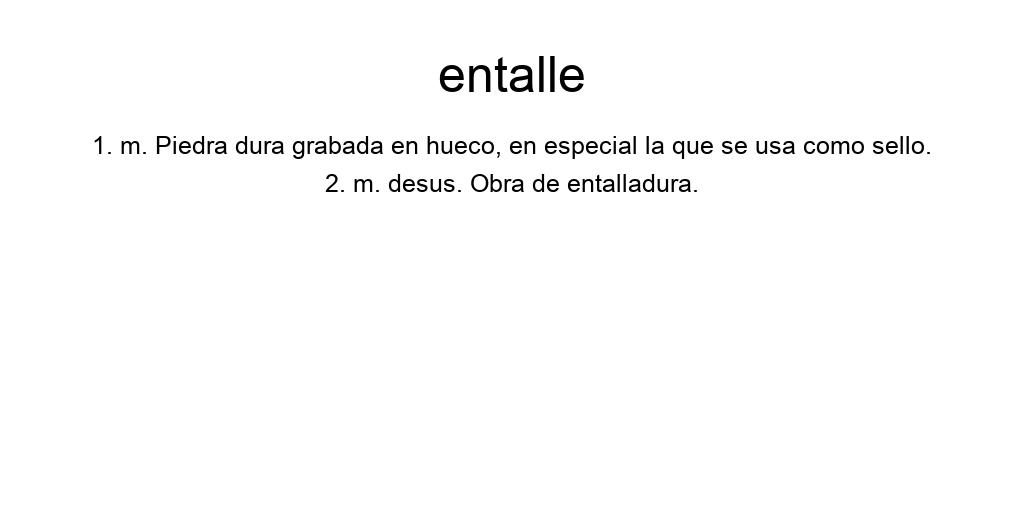 entalle
1. m. Piedra dura grabada en hueco, en especial la que se usa como sello.
2. m. desus. Obra de entalladura.